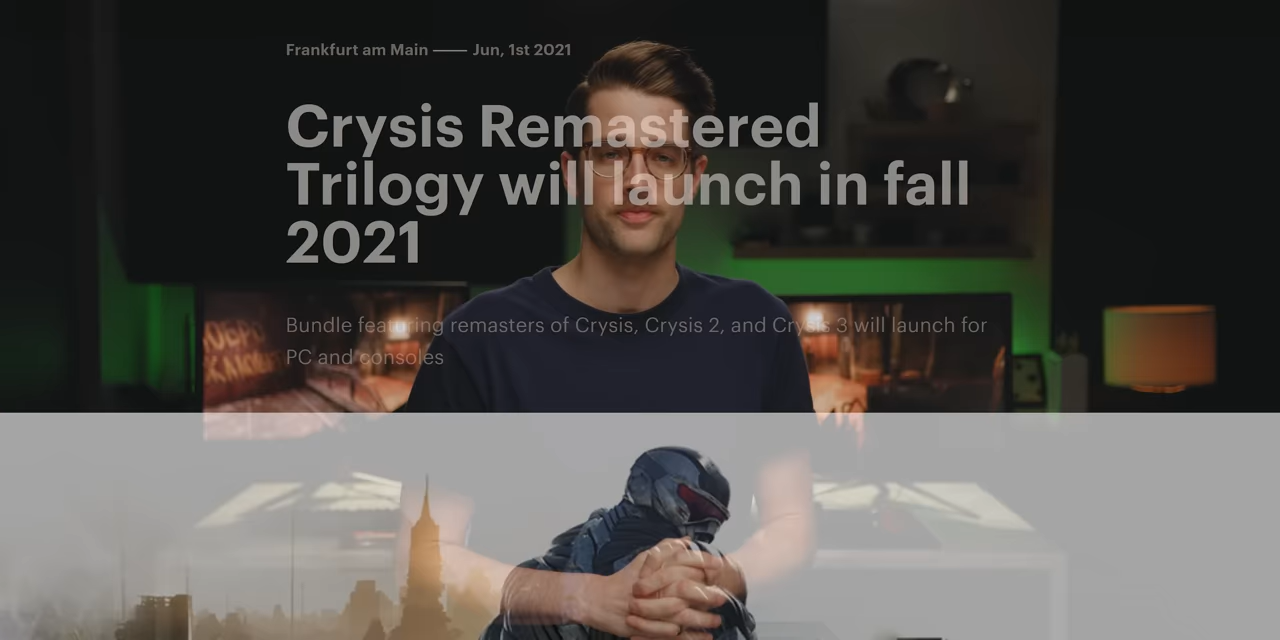 Frankfurt am Main — Jun, 1st 2021
Crysis Remastered
Trilogy will launch in fall
2021
Bundle featuring remasters of Crysis, Crysis 2, and Crysis 3 will launch for
PC and consoles